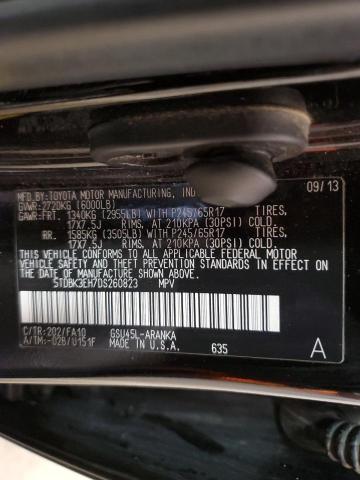 MFD.BY:TOYOTA MOTOR MANUFACTURING, IND 09/13
GVWR:2720KG (6000LB)
GAWR:FRT. 1340KG (2955LB) WITH P245/65R17 TIRES,
17X7.5J RIMS, AT 210KPA (30PSI) COLD.
RR. 1585KG (3505LB) WITH P245/65R17 TIRES,
17X7.5J RIMS, AT 210KPA (30PSI) COLD.
THIS VEHICLE CONFORMS TO ALL APPLICABLE FEDERAL MOTOR
VEHICLE SAFETY STANDARDS IN EFFECT ON THE DATE OF
MANUFACTURE SHOWN ABOVE.
5TDBK3EH7DS260823 MPV
C/TR:202/FA10 GSU45L-ARANKA
A/TM:-02B/U151F MADE IN U.S.A. 635 A